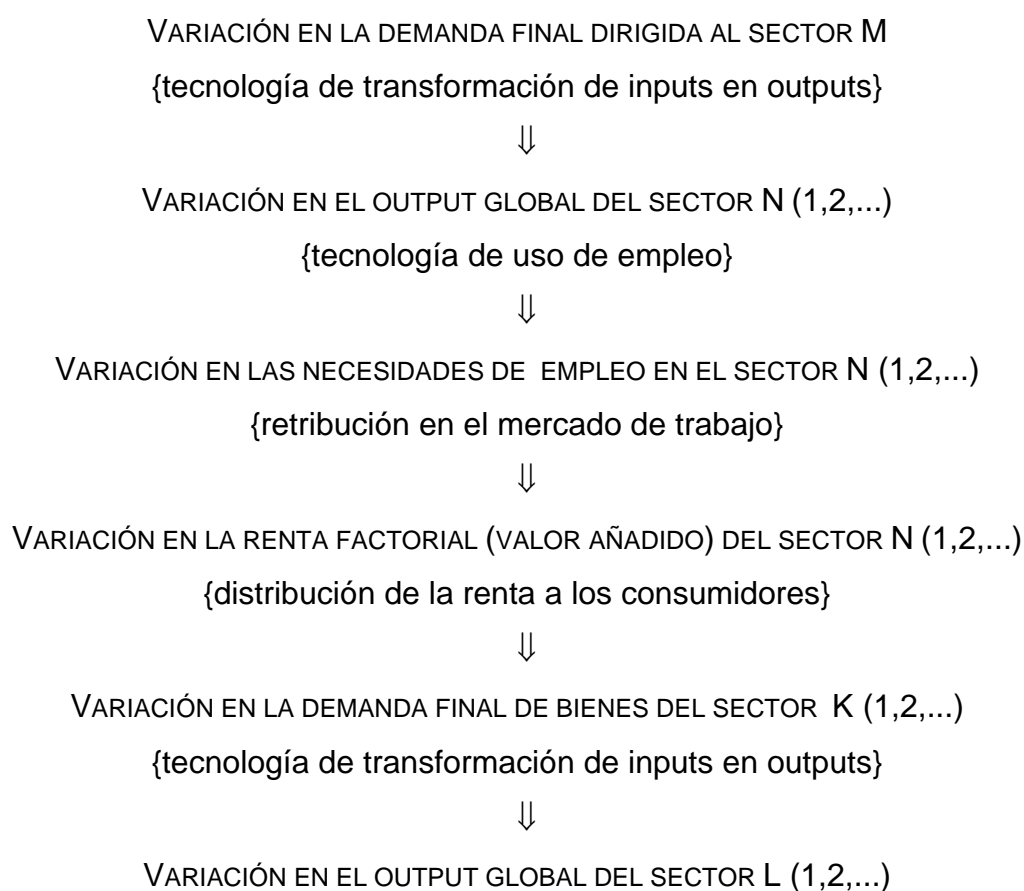 VARIACIÓN EN LA DEMANDA FINAL DIRIGIDA AL SECTOR M
{tecnología de transformación de inputs en outputs}
⇓
VARIACIÓN EN EL OUTPUT GLOBAL DEL SECTOR N (1,2,...)
{tecnología de uso de empleo}
⇓
VARIACIÓN EN LAS NECESIDADES DE EMPLEO EN EL SECTOR N (1,2,...)
{retribución en el mercado de trabajo}
⇓
VARIACIÓN EN LA RENTA FACTORIAL (VALOR AÑADIDO) DEL SECTOR N (1,2,...)
{distribución de la renta a los consumidores}
⇓
VARIACIÓN EN LA DEMANDA FINAL DE BIENES DEL SECTOR K (1,2,...)
{tecnología de transformación de inputs en outputs}
⇓
VARIACIÓN EN EL OUTPUT GLOBAL DEL SECTOR L (1,2,...)